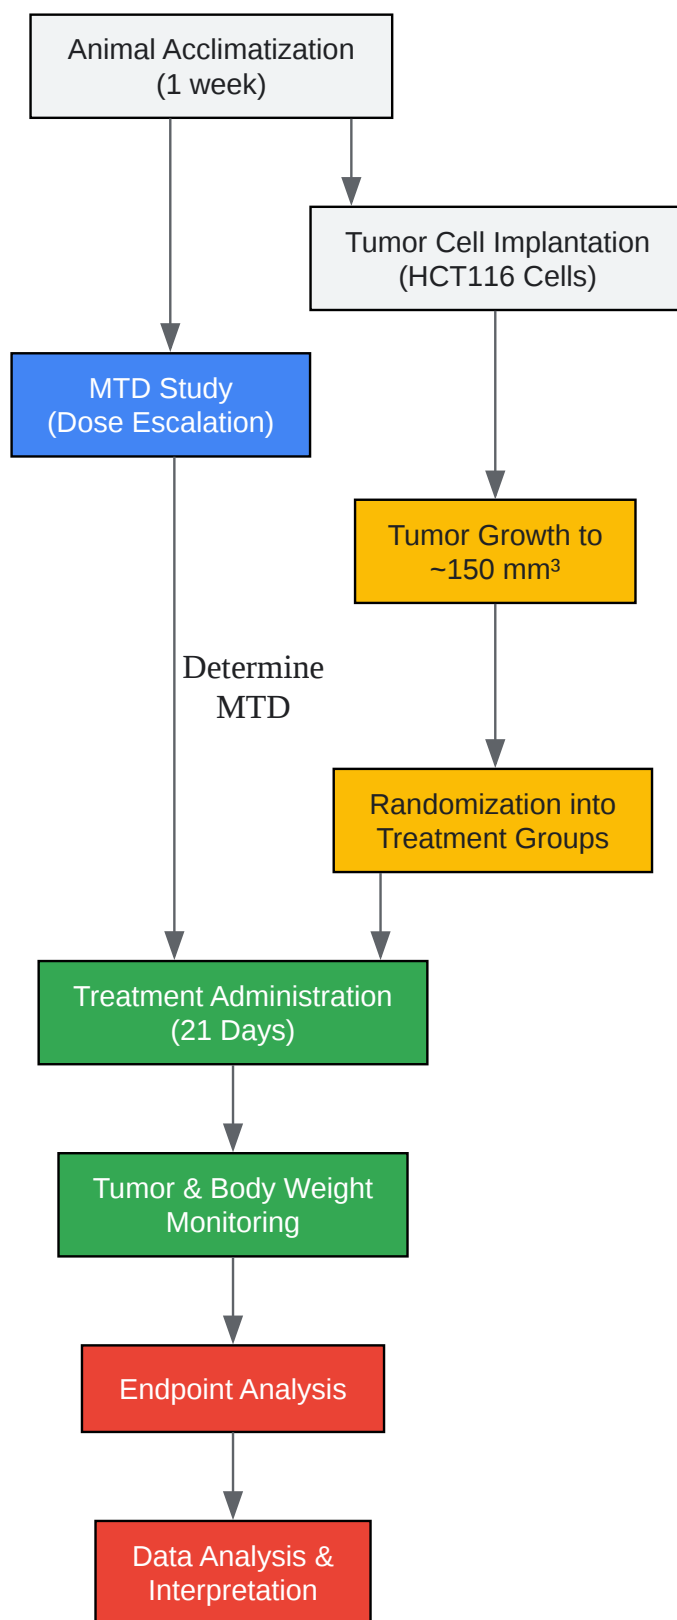 Animal Acclimatization
(1 week)
Tumor Cell Implantation
(HCT116 Cells)
MTD Study
(Dose Escalation)
Tumor Growth to
~150 mm³
Determine
MTD
Randomization into
Treatment Groups
Treatment Administration
(21 Days)
Tumor & Body Weight
Monitoring
Endpoint Analysis
Data Analysis &
Interpretation